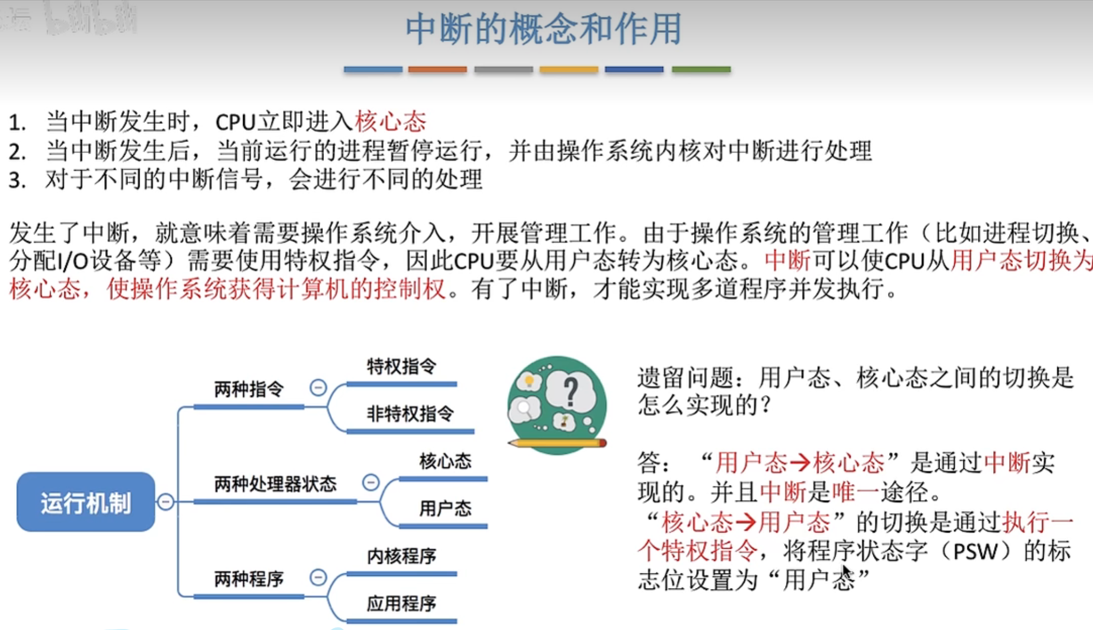 中断的概念和作用
1. 当中断发生时，CPU立即进入核心态
2. 当中断发生后，当前运行的进程暂停运行，并由操作系统内核对中断进行处理
3. 对于不同的中断信号，会进行不同的处理
发生了中断，就意味着需要操作系统介入，开展管理工作。由于操作系统的管理工作（比如进程切换、
分配I/O设备等）需要使用特权指令，因此CPU要从用户态转为核心态。中断可以使CPU从用户态切换为
核心态，使操作系统获得计算机的控制权。有了中断，才能实现多道程序并发执行。
运行机制
两种指令
特权指令
非特权指令
两种处理器状态
核心态
用户态
两种程序
内核程序
应用程序
遗留问题：用户态、核心态之间的切换是
怎么实现的？
答：“用户态→核心态”是通过中断实
现的。并且中断是唯一途径。
“核心态→用户态”的切换是通过执行一
个特权指令，将程序状态字（PSW）的标
志位设置为“用户态”